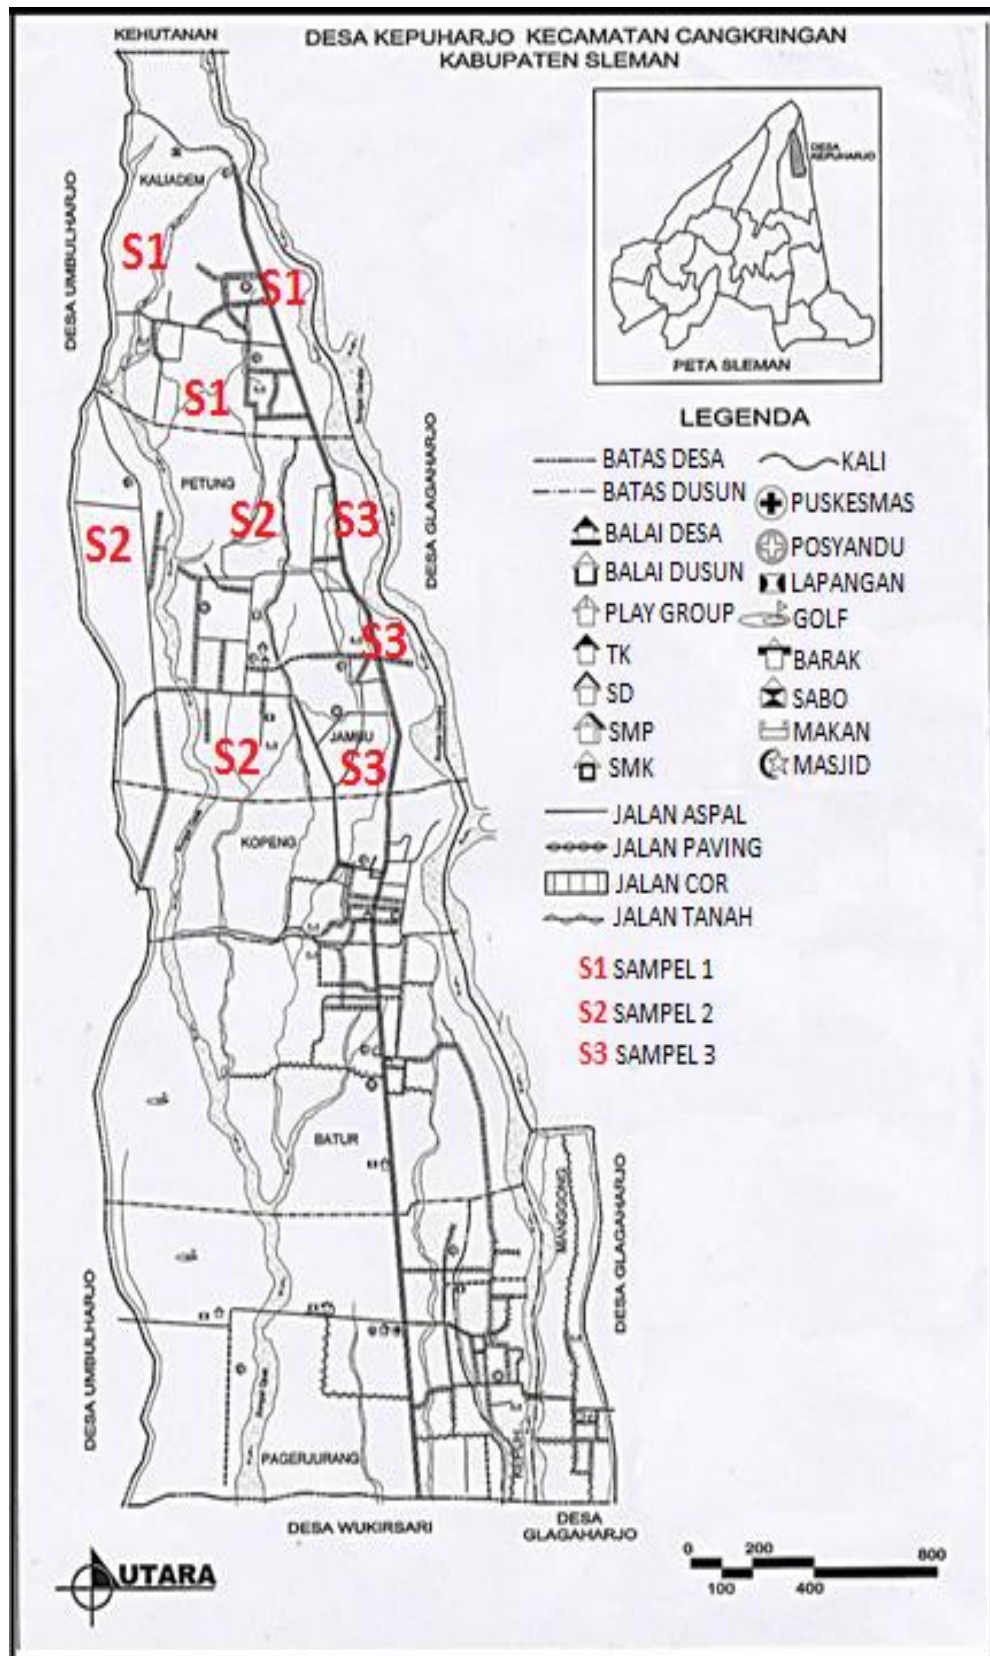 KEHUTANAN
DESA KEPUHARJO KECAMATAN CANGKRINGAN
KABUPATEN SLEMAN
DESA
KEPUHARJO
PETA SLEMAN
DESA UMBULHARJO
KALIADEM
S1
S1
S1
DESA GLAGAHARJO
PETUNG
S2
S2
S3
S3
JAMBU
S2
S3
KOPENG
BATUR
MANGGONG
DESA GLAGAHARJO
DESA UMBULHARJO
PAGERJURANG
KEPUH
DESA WUKIRSARI
DESA
GLAGAHARJO
LEGENDA
BATAS DESA
BATAS DUSUN
BALAI DESA
BALAI DUSUN
PLAY GROUP
TK
SD
SMP
SMK
KALI
PUSKESMAS
POSYANDU
LAPANGAN
GOLF
BARAK
SABO
MAKAN
MASJID
JALAN ASPAL
JALAN PAVING
JALAN COR
JALAN TANAH
S1 SAMPEL 1
S2 SAMPEL 2
S3 SAMPEL 3
UTARA
0 200 800
100 400